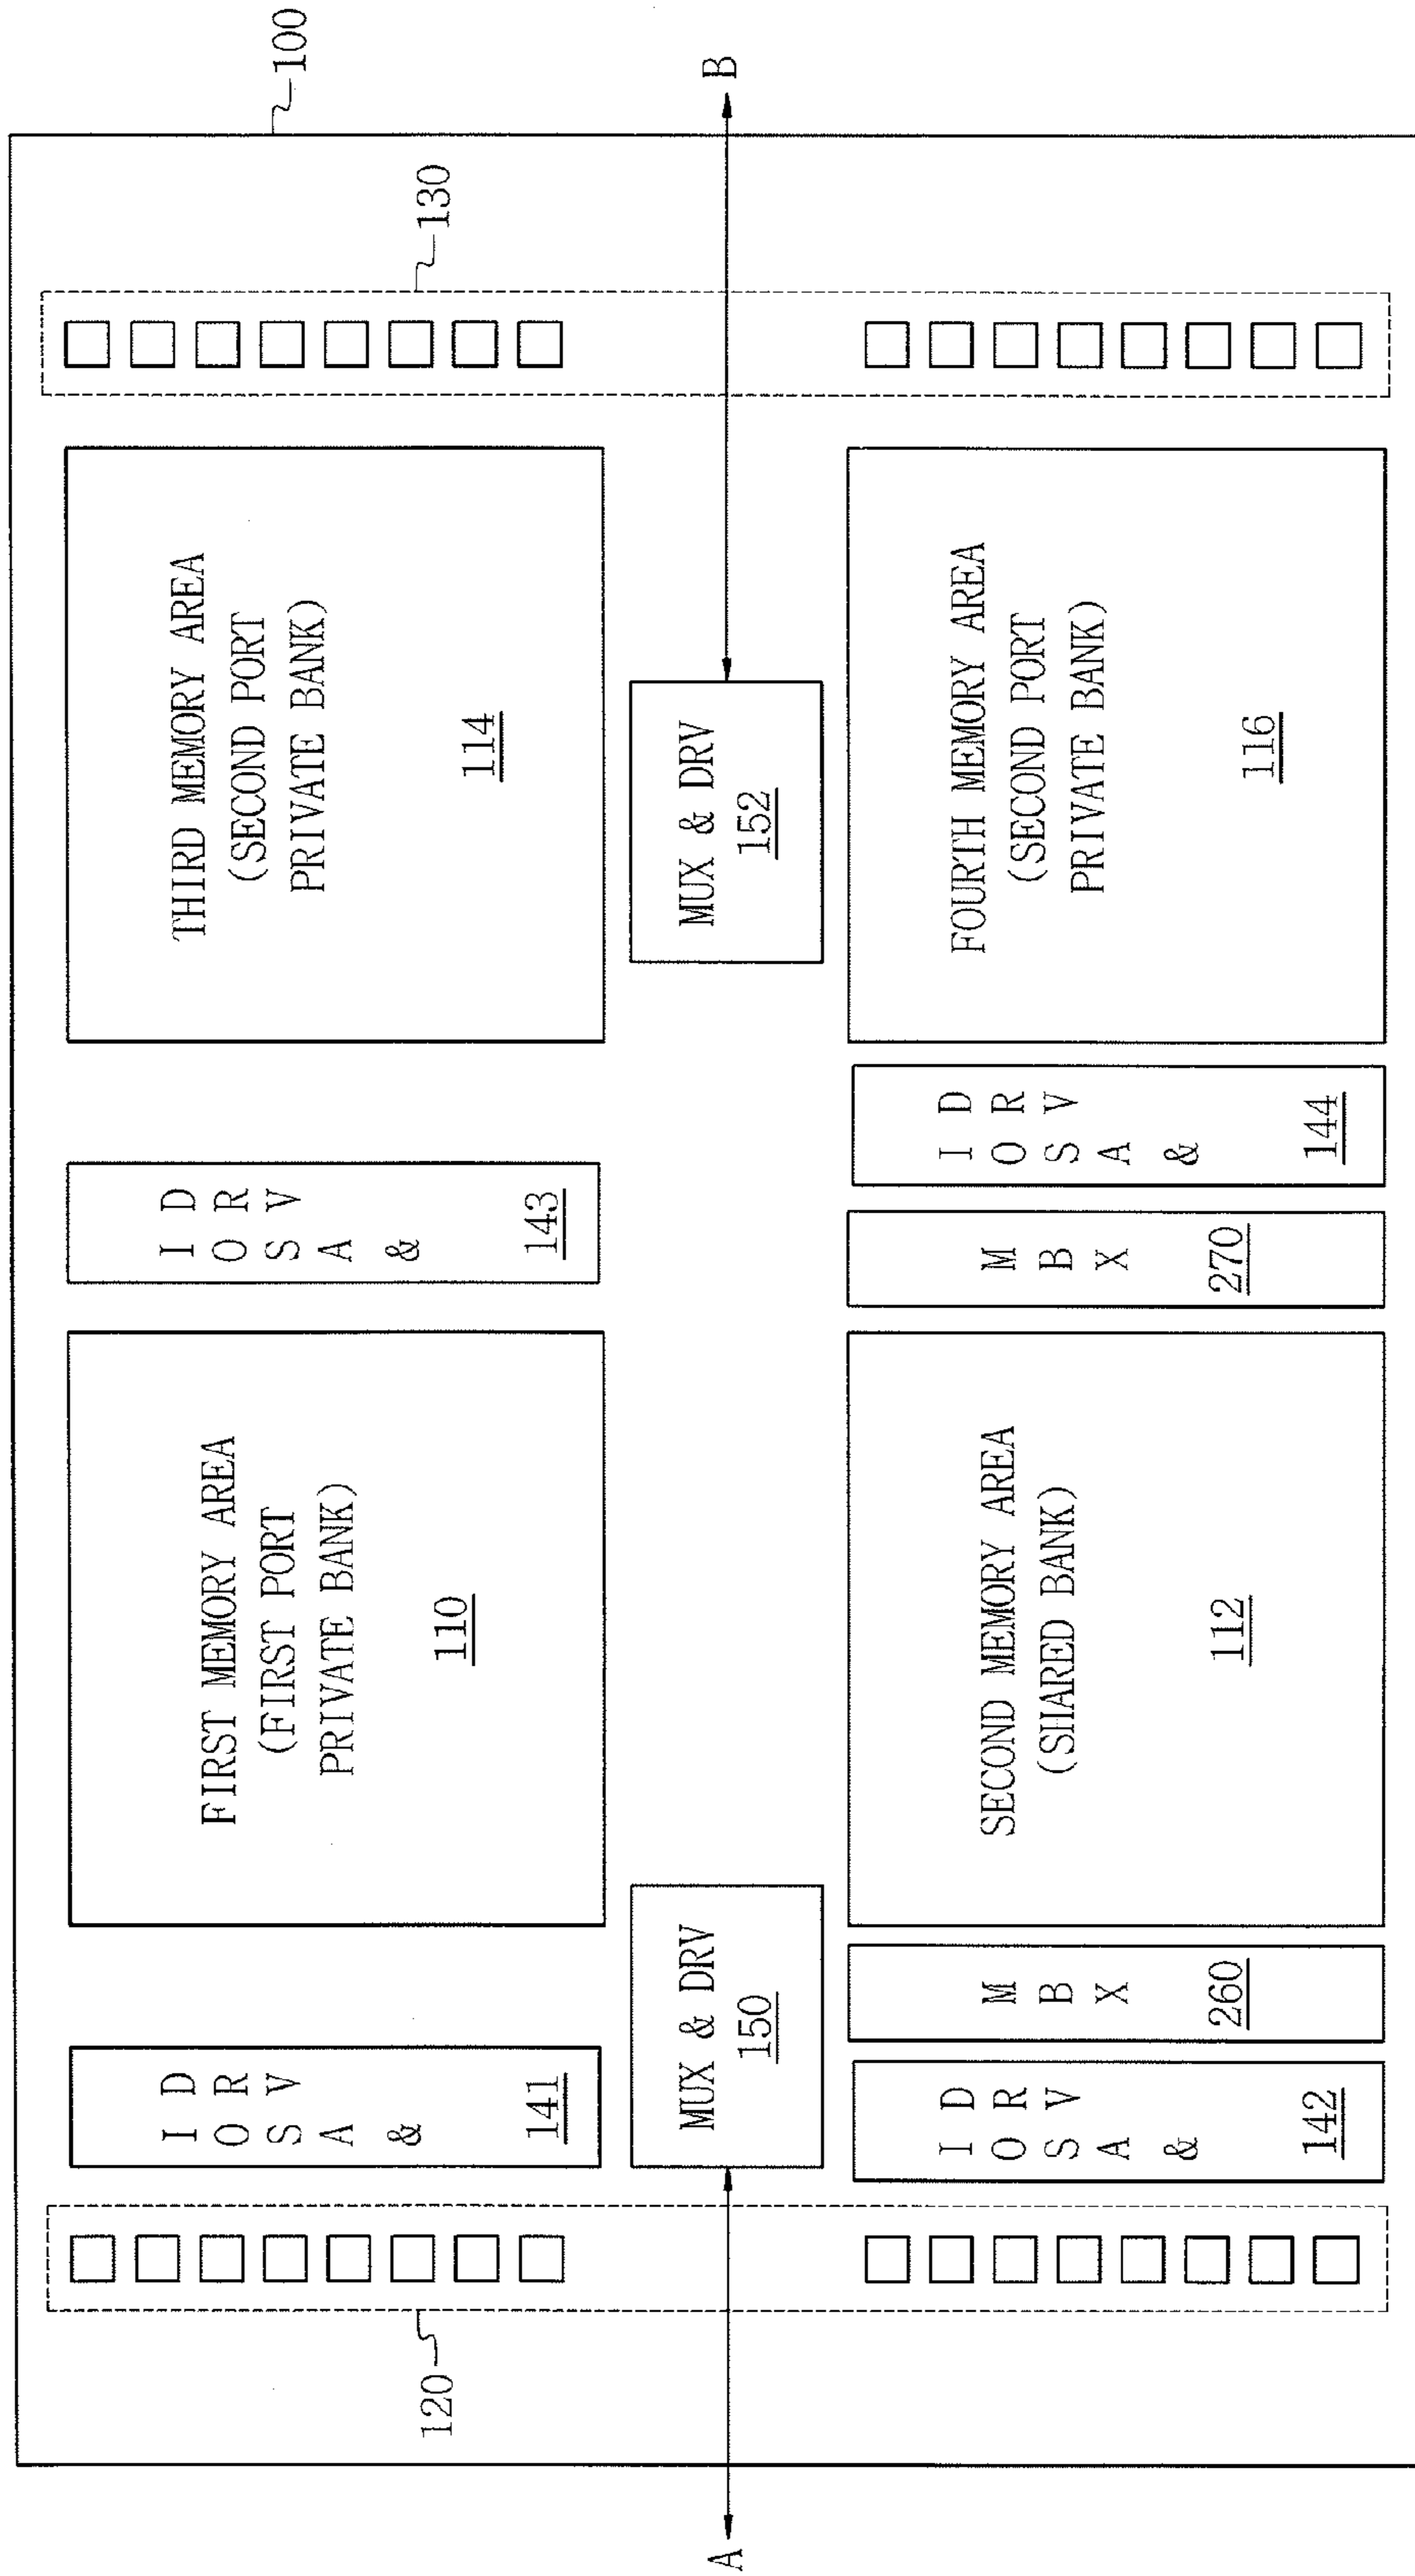 100
130
120
I D
O R
S V
A
&
141
FIRST MEMORY AREA
(FIRST PORT
PRIVATE BANK)
110
I D
O R
S V
A
&
143
THIRD MEMORY AREA
(SECOND PORT
PRIVATE BANK)
114
A
MUX & DRV
150
MUX & DRV
152
B
I D
O R
S V
A
&
142
M
B
X
260
SECOND MEMORY AREA
(SHARED BANK)
112
M
B
X
270
I D
O R
S V
A
&
144
FOURTH MEMORY AREA
(SECOND PORT
PRIVATE BANK)
116